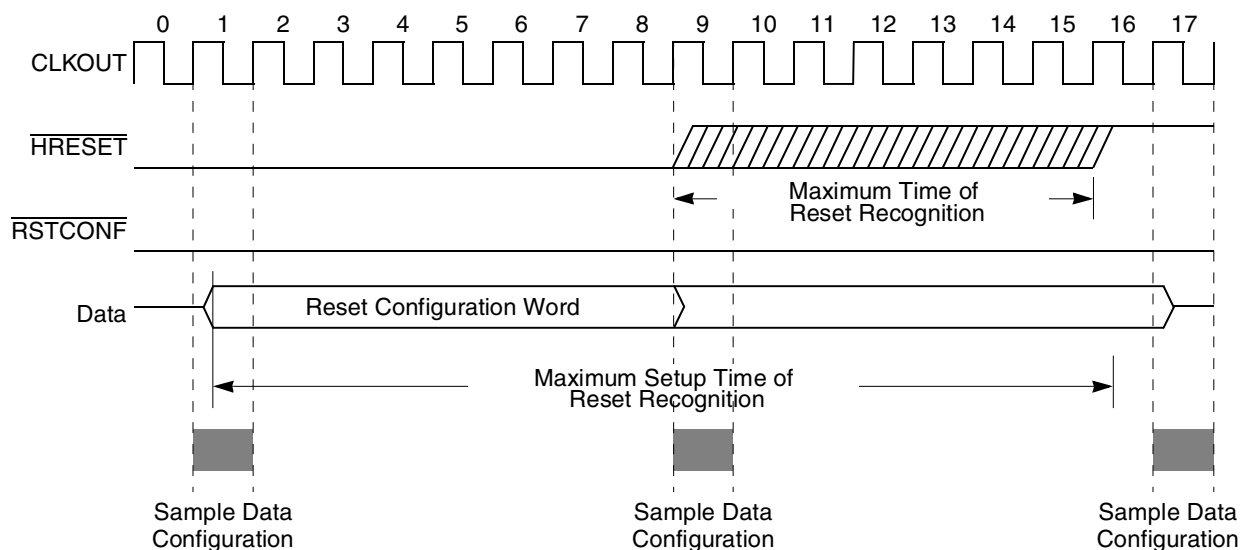 0 1 2 3 4 5 6 7 8 9 10 11 12 13 14 15 16 17
CLKOUT
HRESET
Maximum Time of
Reset Recognition
RSTCONF
Data
Reset Configuration Word
Maximum Setup Time of
Reset Recognition
Sample Data
Configuration
Sample Data
Configuration
Sample Data
Configuration